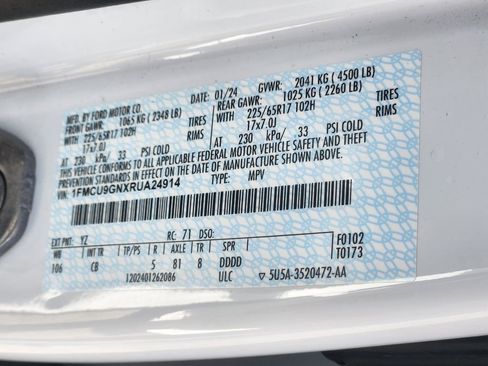 MFD. BY FORD MOTOR CO. 01/24 GVWR: 2041 KG ( 4500 LB)
FRONT GAWR: 1065 KG ( 2348 LB) REAR GAWR: 1025 KG ( 2260 LB)
225/65R17 102H TIRES 225/65R17 102H TIRES
17x7.0J RIMS 17x7.0J RIMS
AT 230 kPa/ 33 PSI COLD AT 230 kPa/ 33 PSI COLD
THIS VEHICLE CONFORMS TO ALL APPLICABLE FEDERAL MOTOR VEHICLE SAFETY AND THEFT
PREVENTION STANDARDS IN EFFECT ON THE DATE OF MANUFACTURE SHOWN ABOVE.
VIN: 1FMCU9GNXRUA24914 TYPE: MPV
EXT PNT: YZ RC: 71 DSO: F0102
WB INT TR TP/PS R AXLE TR SPR T0173
106 CB 5 81 8 DDDD
1202401262086 ULC 5U5A-3520472-AA